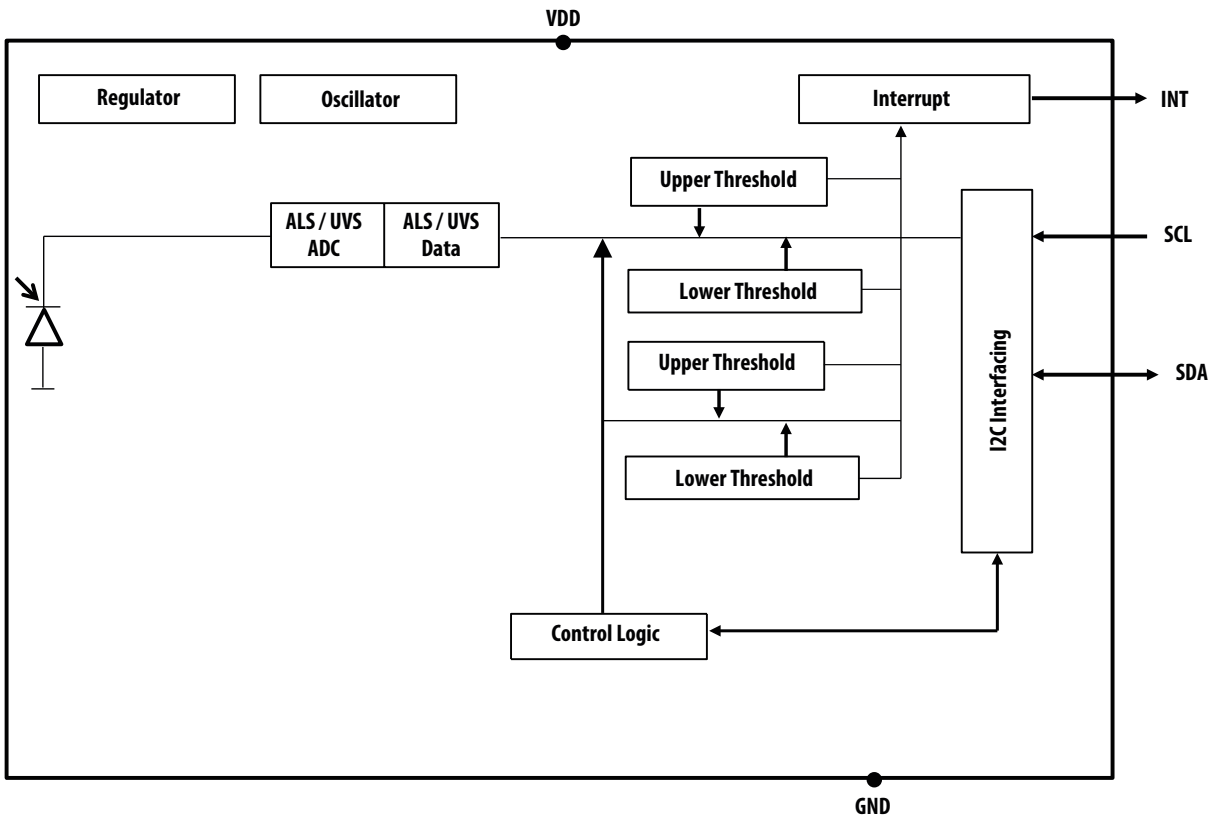 VDD
Regulator
Oscillator
Interrupt
INT
Upper Threshold
ALS / UVS
ADC
ALS / UVS
Data
SCL
Lower Threshold
Upper Threshold
SDA
I2C Interfacing
Lower Threshold
Control Logic
GND